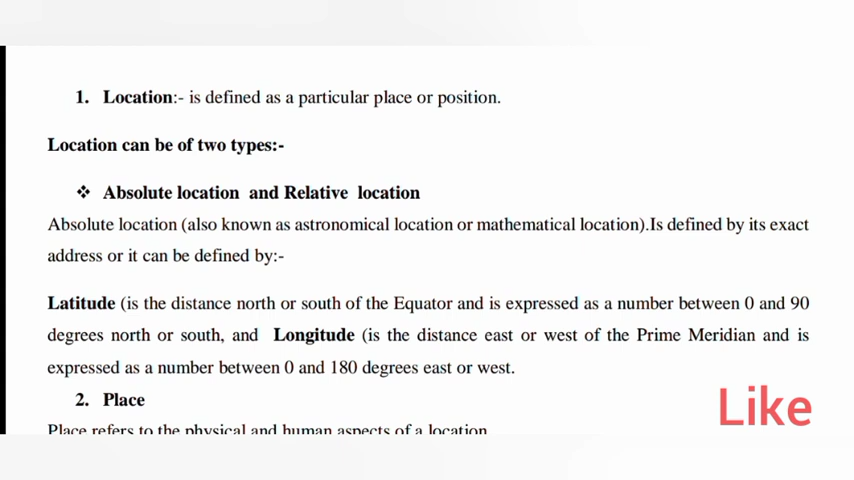 1. Location:- is defined as a particular place or position.
Location can be of two types:-
❖ Absolute location and Relative location
Absolute location (also known as astronomical location or mathematical location).Is defined by its exact
address or it can be defined by:-
Latitude (is the distance north or south of the Equator and is expressed as a number between 0 and 90
degrees north or south, and Longitude (is the distance east or west of the Prime Meridian and is
expressed as a number between 0 and 180 degrees east or west.
2. Place
Like
Place refers to the physical and human aspects of a location